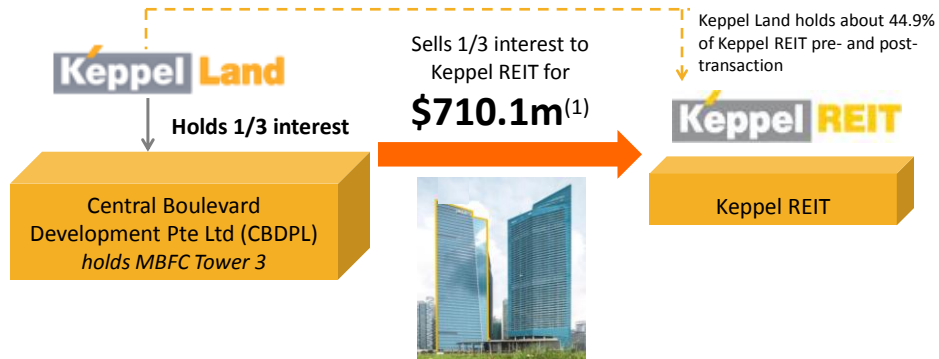 Keppel Land
Holds 1/3 interest
Central Boulevard
Development Pte Ltd (CBDPL)
holds MBFC Tower 3
Sells 1/3 interest to
Keppel REIT for
$710.1m(1)
Keppel Land holds about 44.9%
of Keppel REIT pre- and post-
transaction
Keppel REIT
Keppel REIT